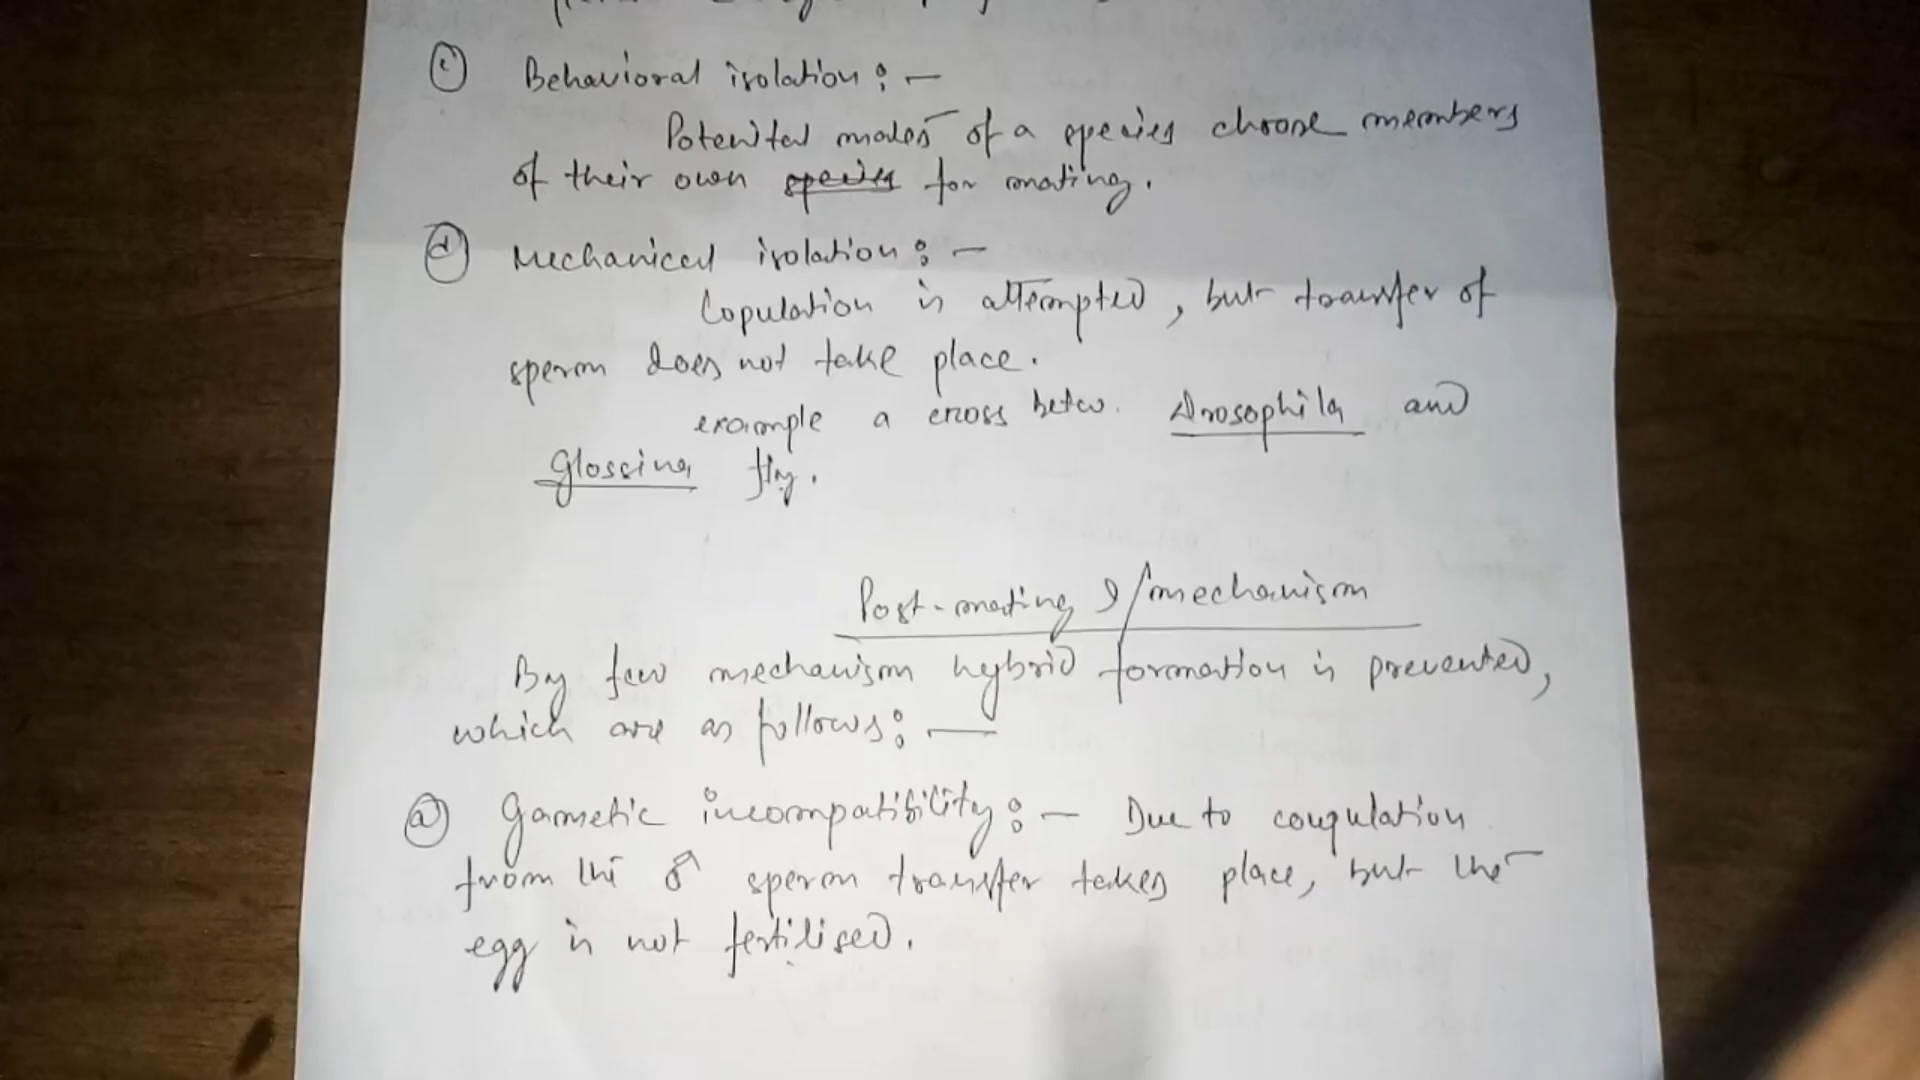 (c) Behavioral isolation :-
Potenital males of a species choose members
of their own species for mating.
(d) Mechanical isolation :-
Copulation is attempted, but transfer of
sperm does not take place.
example a cross betw. Drosophila and
Glossina fly.
Post-mating I/mechanism
By few mechanism hybrid formation is prevented,
which are as follows :-
(a) Gametic incompatibility :- Due to coupulation
from the ♂ sperm transfer takes place, but the
egg is not fertilised.